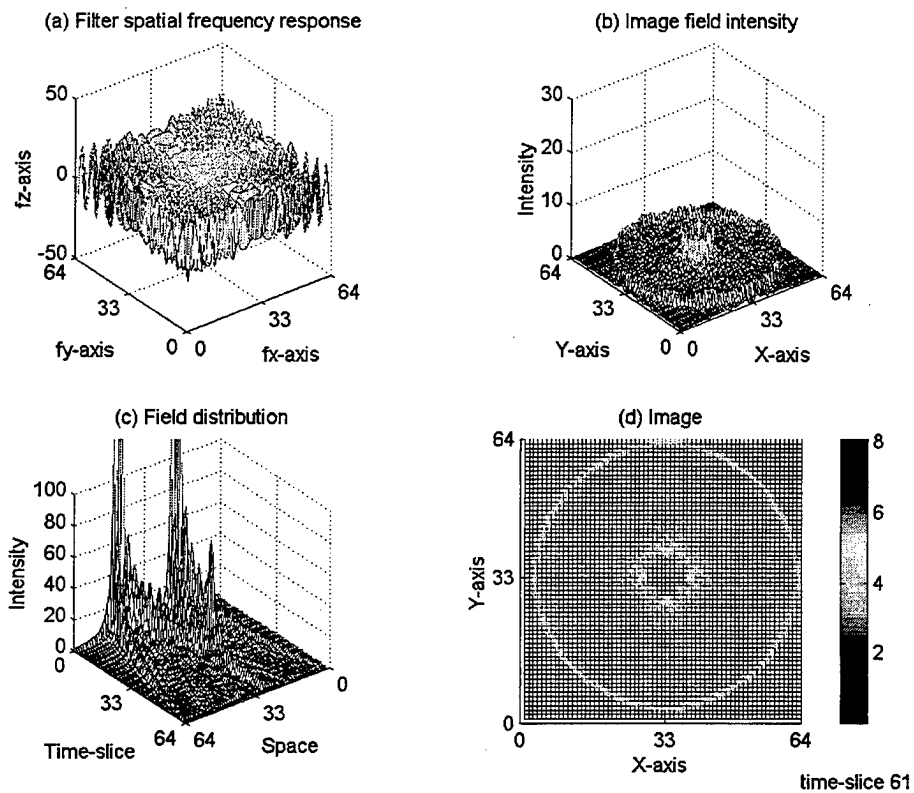 (a) Filter spatial frequency response
50
0
-50
fz-axis
64
33
0
fy-axis
0
33
64
fx-axis
(b) Image field intensity
30
20
10
0
Intensity
64
33
0
Y-axis
0
33
64
X-axis
(c) Field distribution
100
80
60
40
20
0
Intensity
0
33
64
Time-slice
64
33
0
Space
(d) Image
64
33
0
Y-axis
0
33
64
X-axis
8
6
4
2
time-slice 61